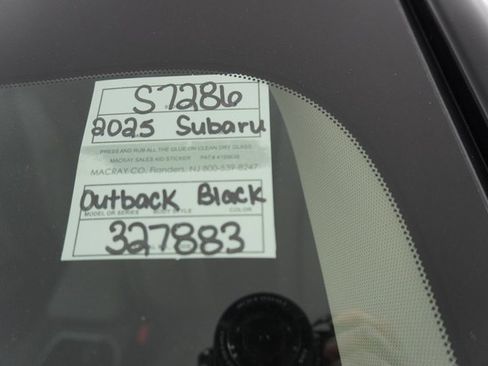 S7286
2025 Subaru
PRESS AND RUB ALL THE GLUE ON CLEAN DRY GLASS
MACRAY SALES KID STICKER PAT#
MACRAY CO. Flanders, NJ 800-539-8247
Outback Black
MODEL OR SERIES BODY STYLE COLOR
327883